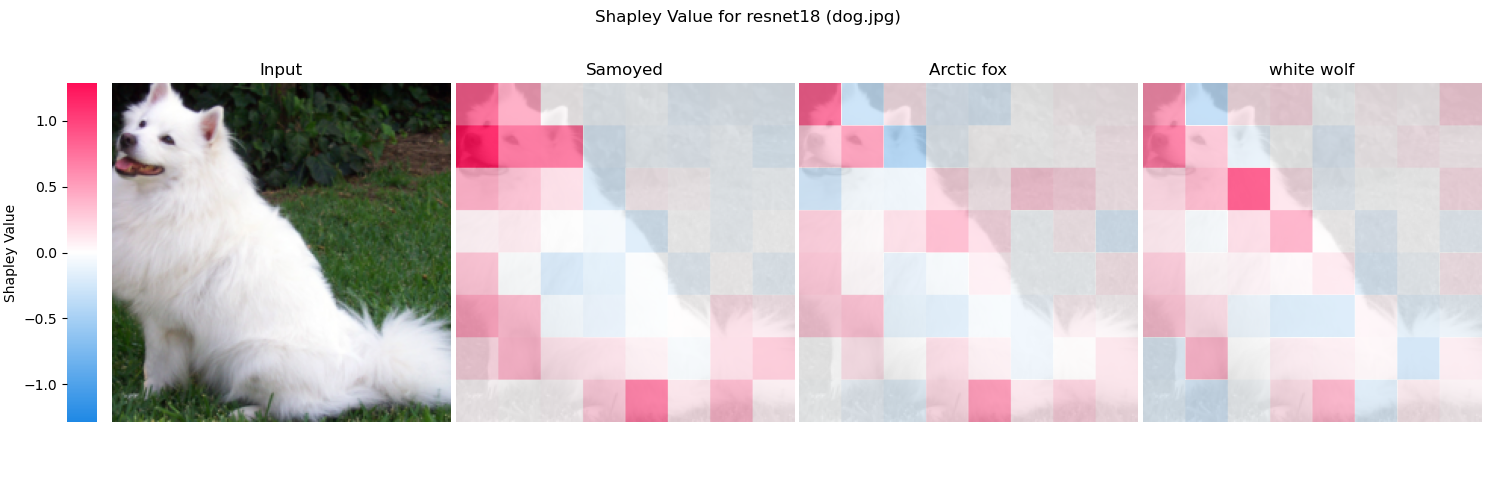 Shapley Value for resnet18 (dog.jpg)
Input
Samoyed
Arctic fox
white wolf
Shapley Value
1.0
0.5
0.0
−0.5
−1.0